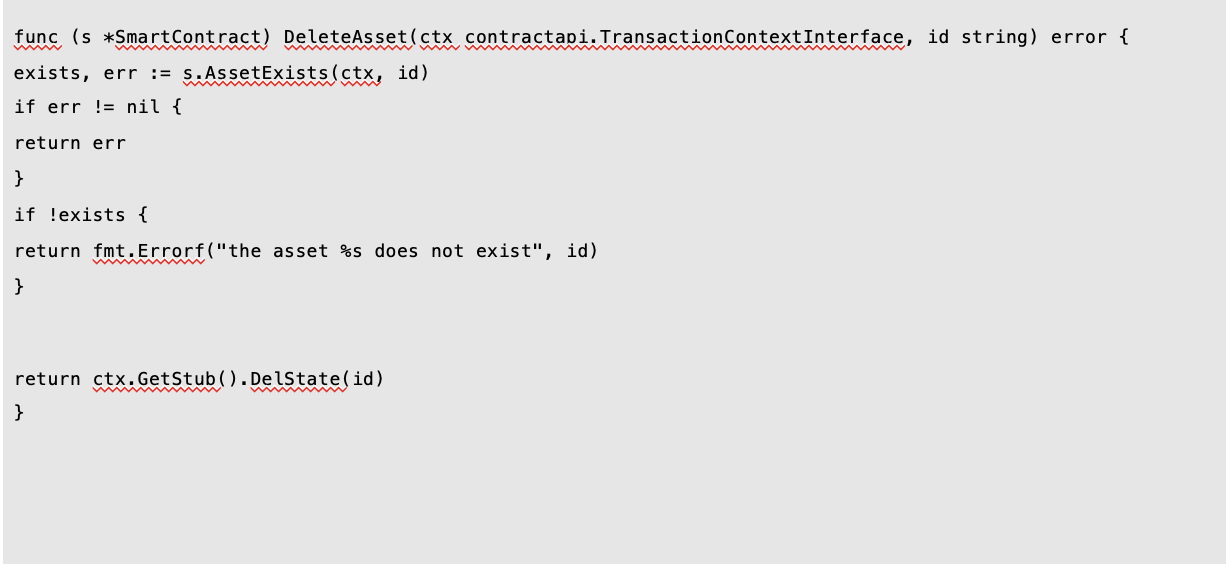 func (s *SmartContract) DeleteAsset(ctx contractapi.TransactionContextInterface, id string) error {
exists, err := s.AssetExists(ctx, id)
if err != nil {
return err
}
if !exists {
return fmt.Errorf("the asset %s does not exist", id)
}
return ctx.GetStub().DelState(id)
}